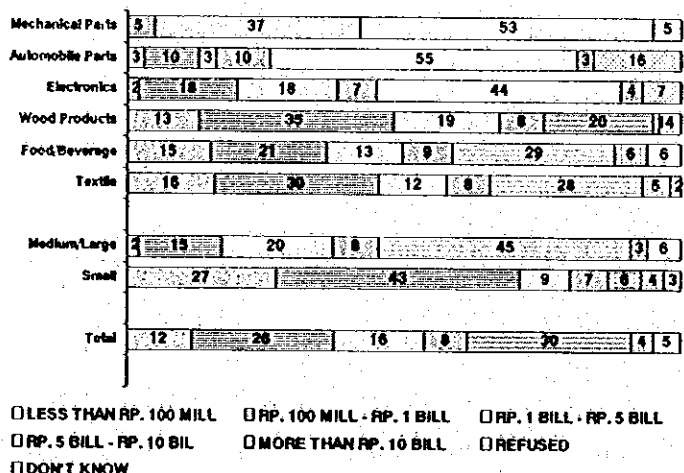 Mechanical Parts 5 37 53 5
Automobile Parts 3 10 3 10 55 3 16
Electronics 2 18 18 7 44 4 7
Wood Products 13 35 19 8 20 1 4
Food/Beverage 15 21 13 9 29 6 6
Textile 16 30 12 8 28 5 2
Medium/Large 2 15 20 8 45 3 6
Small 27 43 9 7 6 4 3
Total 12 26 16 8 30 4 5
LESS THAN RP. 100 MILL RP. 100 MILL - RP. 1 BILL RP. 1 BILL - RP. 5 BILL
RP. 5 BILL - RP. 10 BIL MORE THAN RP. 10 BILL REFUSED
DON'T KNOW